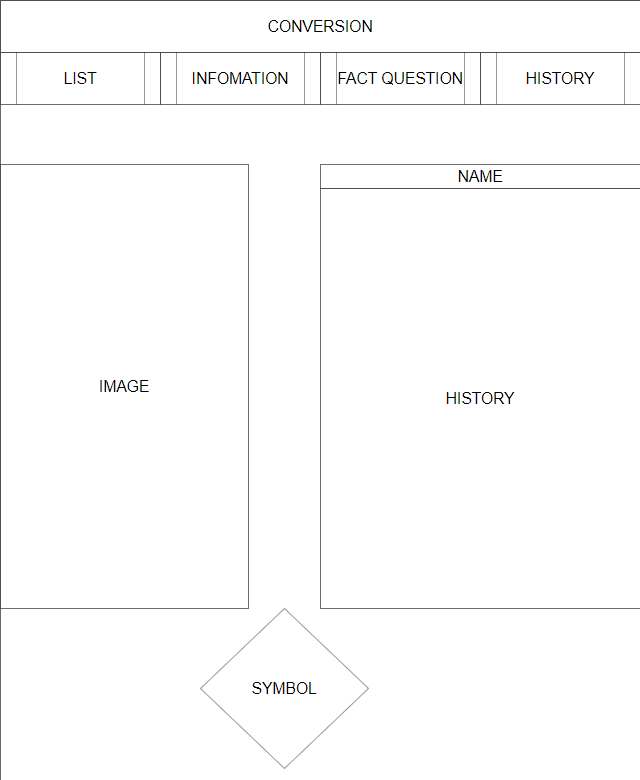 CONVERSION
LIST
INFOMATION
FACT QUESTION
HISTORY
NAME
IMAGE
HISTORY
SYMBOL